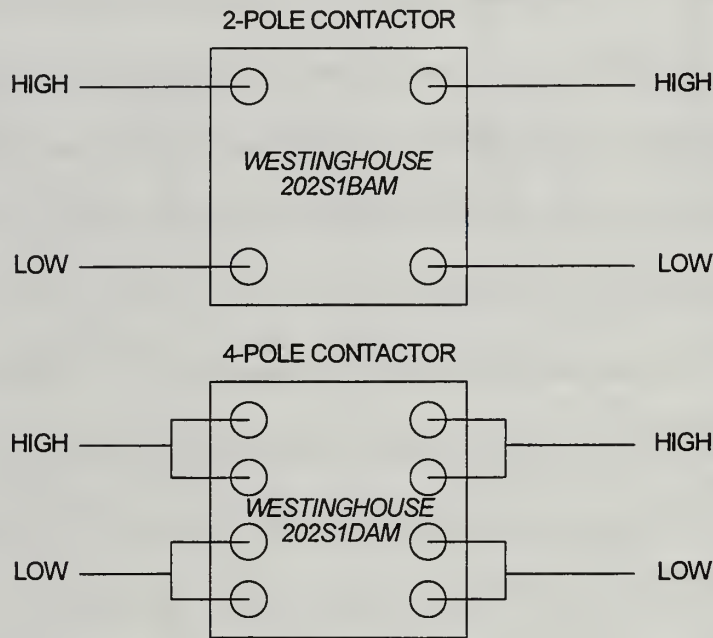 2-POLE CONTACTOR
HIGH
HIGH
WESTINGHOUSE
202S1BAM
LOW
LOW
4-POLE CONTACTOR
HIGH
HIGH
WESTINGHOUSE
202S1DAM
LOW
LOW